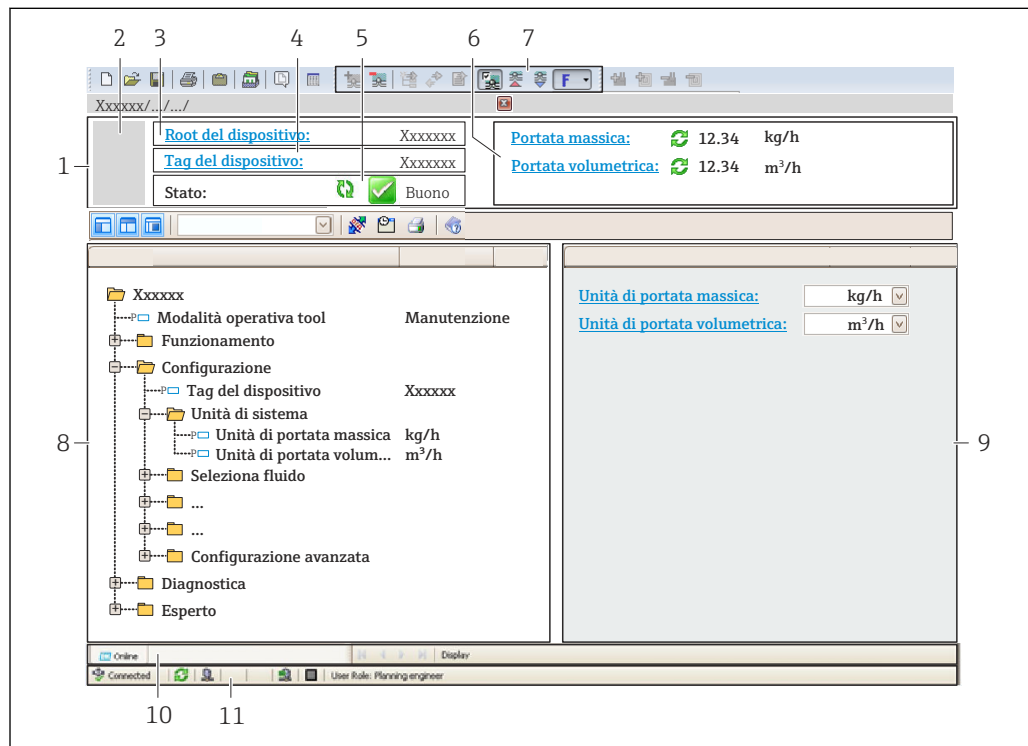 2 3 4 5 6 7
F
Xxxxxx/.../.../
1
Root del dispositivo: Xxxxxxx
Tag del dispositivo: Xxxxxxx
Stato: Buono
Portata massica: 12.34 kg/h
Portata volumetrica: 12.34 m³/h
Xxxxxx
P Modalità operativa tool Manutenzione
Funzionamento
Configurazione
P Tag del dispositivo Xxxxxx
Unità di sistema
P Unità di portata massica kg/h
P Unità di portata volum... m³/h
Seleziona fluido
...
...
Configurazione avanzata
Diagnostica
Esperto
8
Unità di portata massica: kg/h
Unità di portata volumetrica: m³/h
9
Online Display
Connected User Role: Planning engineer
10 11